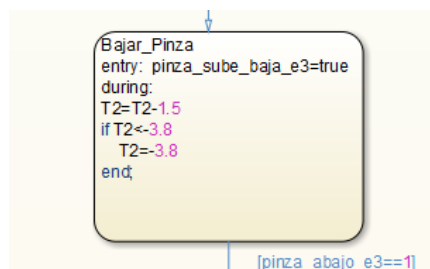 Bajar_Pinza
entry: pinza_sube_baja_e3=true
during:
T2=T2-1.5
if T2<-3.8
T2=-3.8
end;
[pinza_abajo_e3==1]